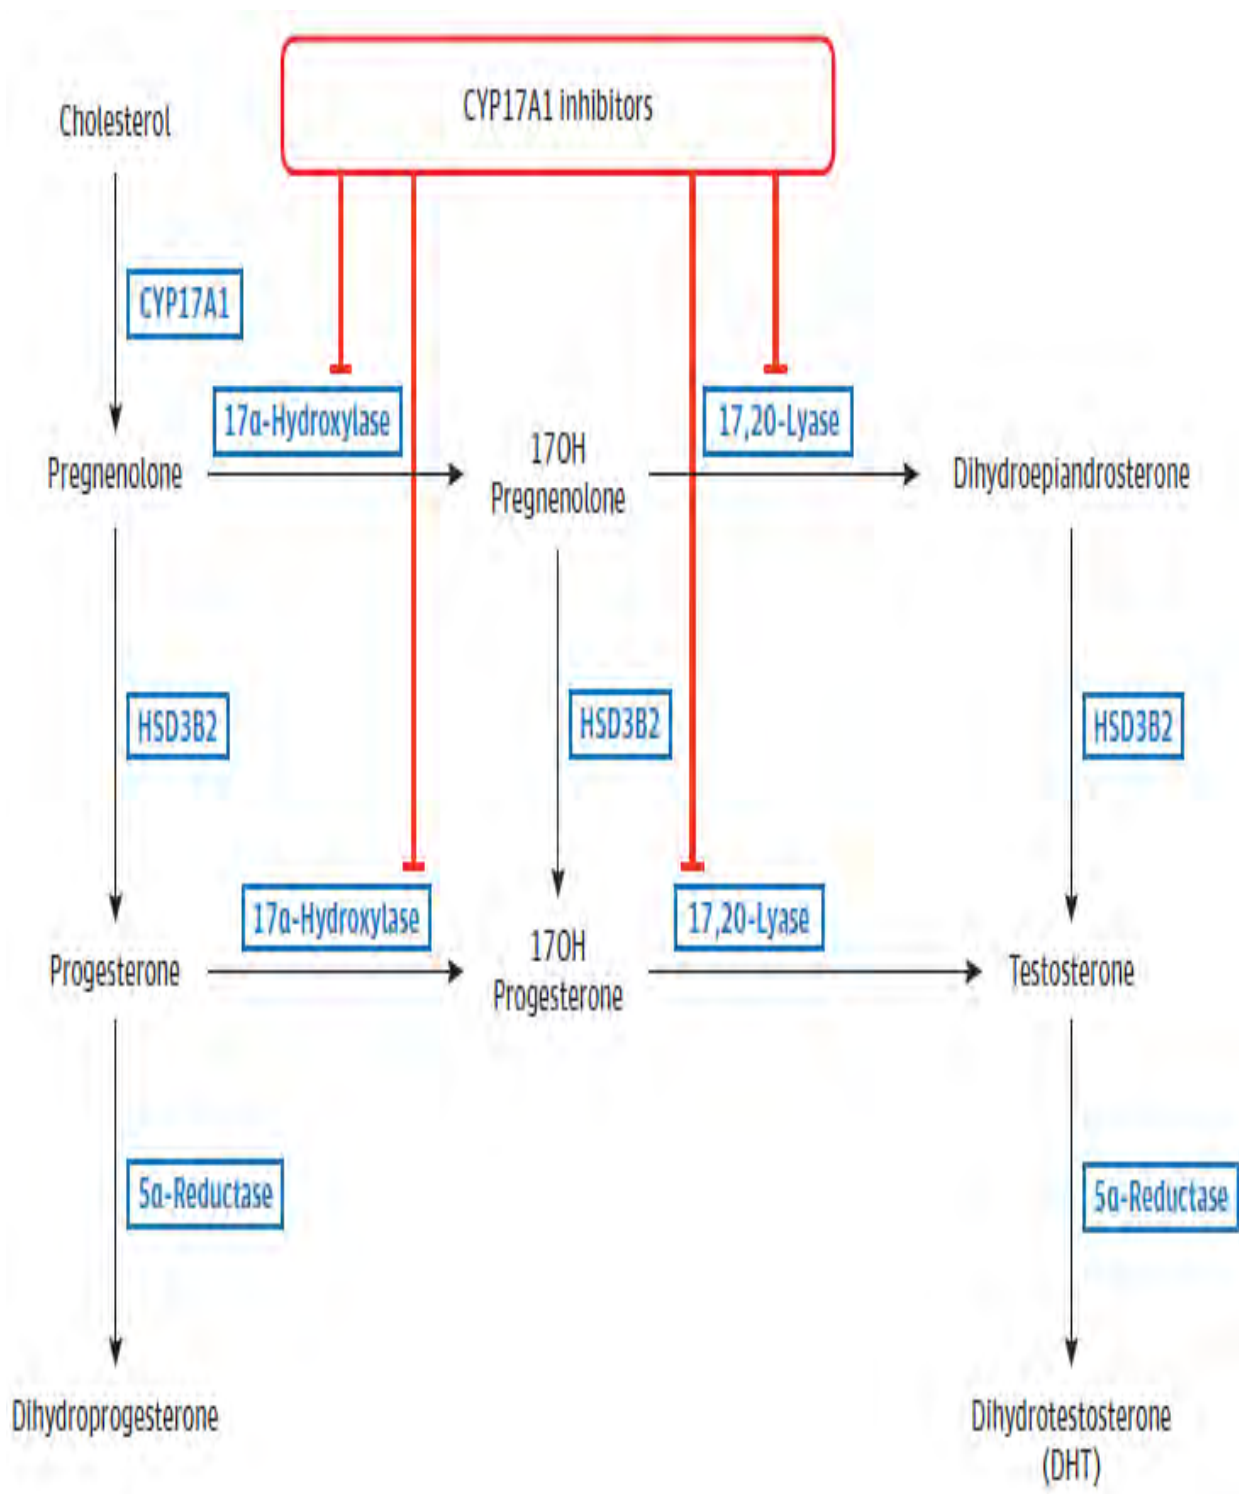 CYP17A1 inhibitors
Cholesterol
CYP17A1
17α-Hydroxylase
17,20-Lyase
Pregnenolone
17OH
Pregnenolone
Dihydroepiandrosterone
HSD3B2
HSD3B2
HSD3B2
17α-Hydroxylase
17,20-Lyase
Progesterone
17OH
Progesterone
Testosterone
5α-Reductase
5α-Reductase
Dihydroprogesterone
Dihydrotestosterone
(DHT)